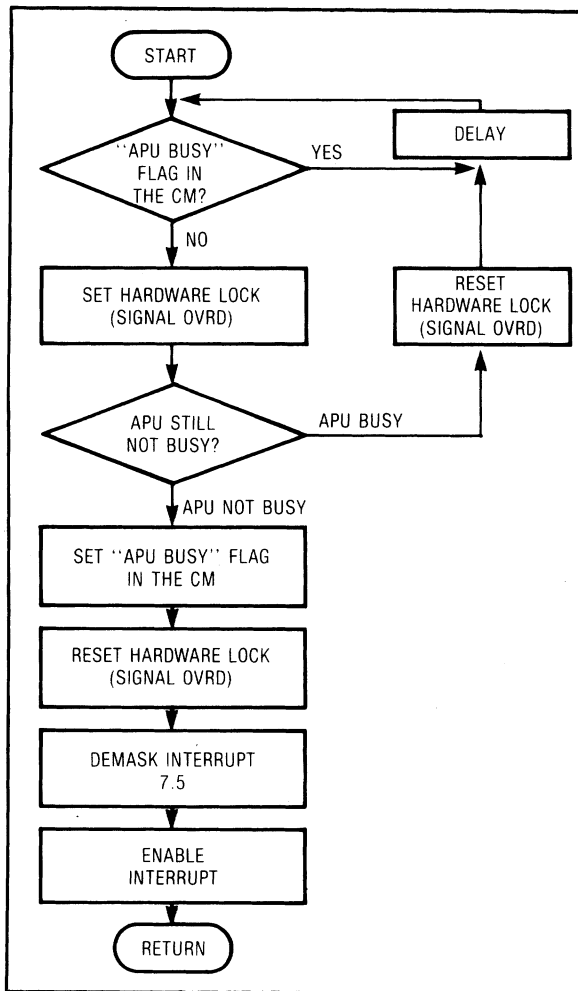 START
"APU BUSY"
FLAG IN
THE CM?
YES
DELAY
NO
SET HARDWARE LOCK
(SIGNAL OVRD)
RESET
HARDWARE LOCK
(SIGNAL OVRD)
APU STILL
NOT BUSY?
APU BUSY
APU NOT BUSY
SET "APU BUSY" FLAG
IN THE CM
RESET HARDWARE LOCK
(SIGNAL OVRD)
DEMASK INTERRUPT
7.5
ENABLE
INTERRUPT
RETURN